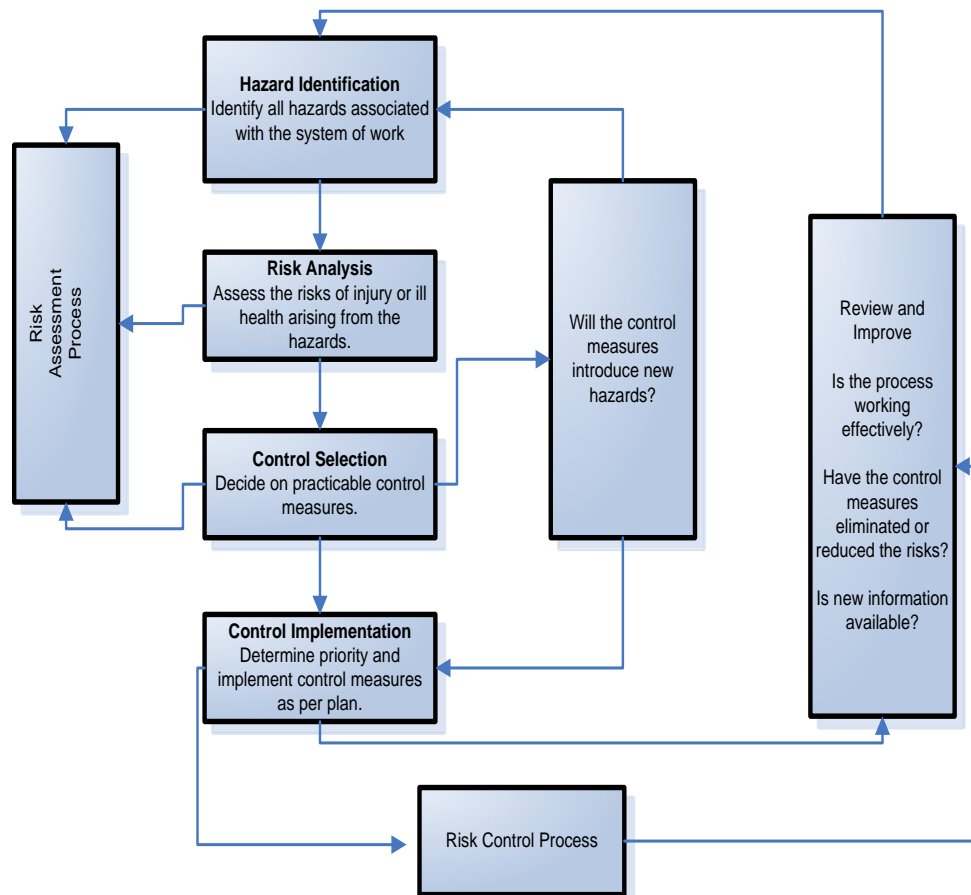 Hazard Identification
Identify all hazards associated
with the system of work
Risk
Assessment
Process
Risk Analysis
Assess the risks of injury or ill
health arising from the
hazards.
Will the control
measures
introduce new
hazards?
Review and
Improve
Is the process
working
effectively?
Have the control
measures
eliminated or
reduced the risks?
Is new information
available?
Control Selection
Decide on practicable control
measures.
Control Implementation
Determine priority and
implement control measures
as per plan.
Risk Control Process